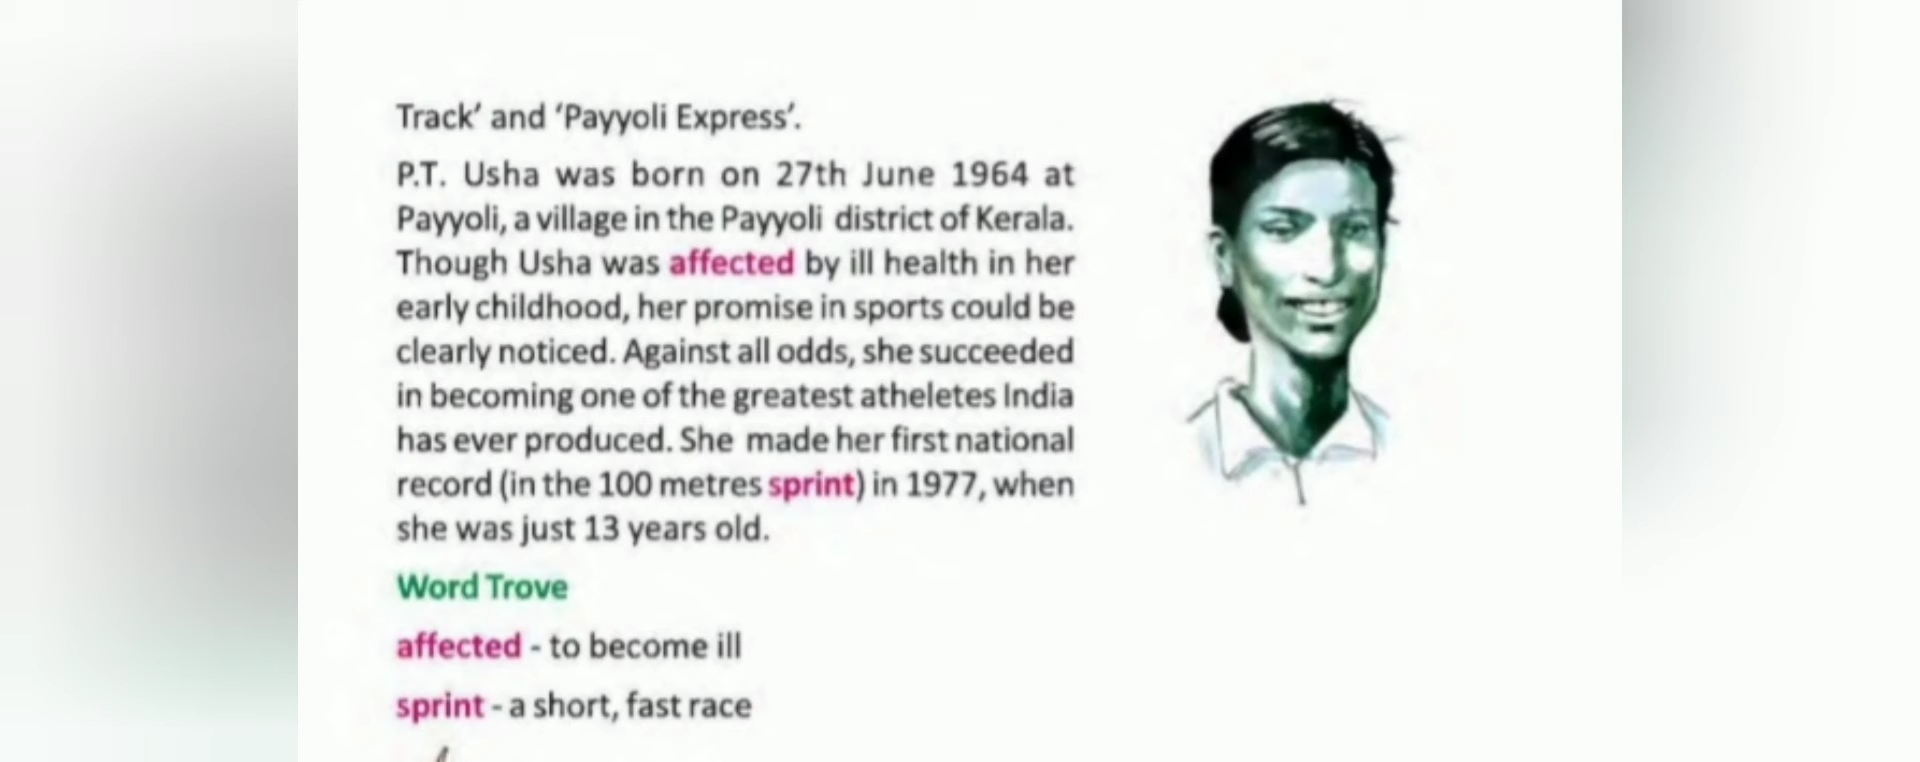 Track’ and ‘Payyoli Express’.
P.T. Usha was born on 27th June 1964 at
Payyoli, a village in the Payyoli district of Kerala.
Though Usha was affected by ill health in her
early childhood, her promise in sports could be
clearly noticed. Against all odds, she succeeded
in becoming one of the greatest atheletes India
has ever produced. She made her first national
record (in the 100 metres sprint) in 1977, when
she was just 13 years old.
Word Trove
affected - to become ill
sprint - a short, fast race